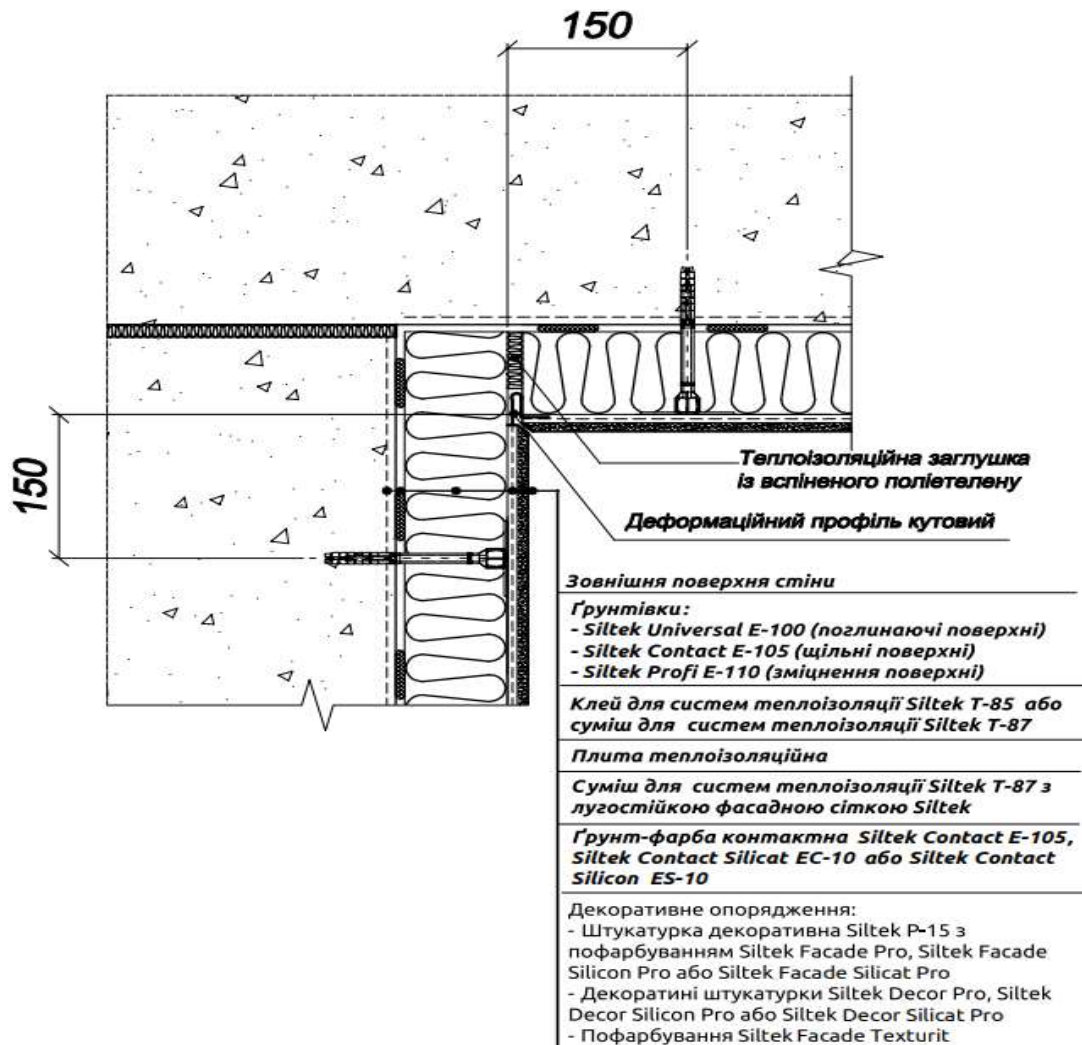 150
150
Теплоізоляційна заглушка
із вспіненого поліетелену
Деформаційний профіль кутовий
Зовнішня поверхня стіни
Ґрунтівки:
- Siltek Universal E-100 (поглинаючі поверхні)
- Siltek Contact E-105 (щільні поверхні)
- Siltek Profi E-110 (зміцнення поверхні)
Клей для систем теплоізоляції Siltek T-85 або
суміш для систем теплоізоляції Siltek T-87
Плита теплоізоляційна
Суміш для систем теплоізоляції Siltek T-87 з
лугостійкою фасадною сіткою Siltek
Ґрунт-фарба контактна Siltek Contact E-105,
Siltek Contact Silicat EC-10 або Siltek Contact
Silicon ES-10
Декоративне опорядження:
- Штукатурка декоративна Siltek P-15 з
пофарбуванням Siltek Facade Pro, Siltek Facade
Silicon Pro або Siltek Facade Silicat Pro
- Декоратині штукатурки Siltek Decor Pro, Siltek
Decor Silicon Pro або Siltek Decor Silicat Pro
- Пофарбування Siltek Facade Texturit